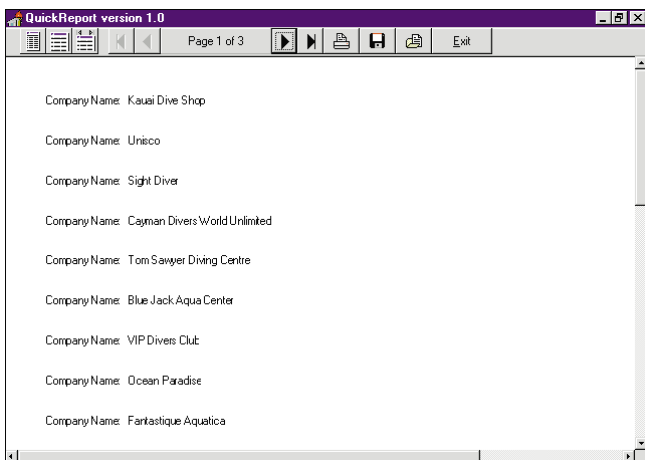 QuickReport version 1.0
Page 1 of 3 Exit
Company Name: Kauai Dive Shop
Company Name: Unisco
Company Name: Sight Diver
Company Name: Cayman Divers World Unlimited
Company Name: Tom Sawyer Diving Centre
Company Name: Blue Jack Aqua Center
Company Name: VIP Divers Club
Company Name: Ocean Paradise
Company Name: Fantastique Aquatica